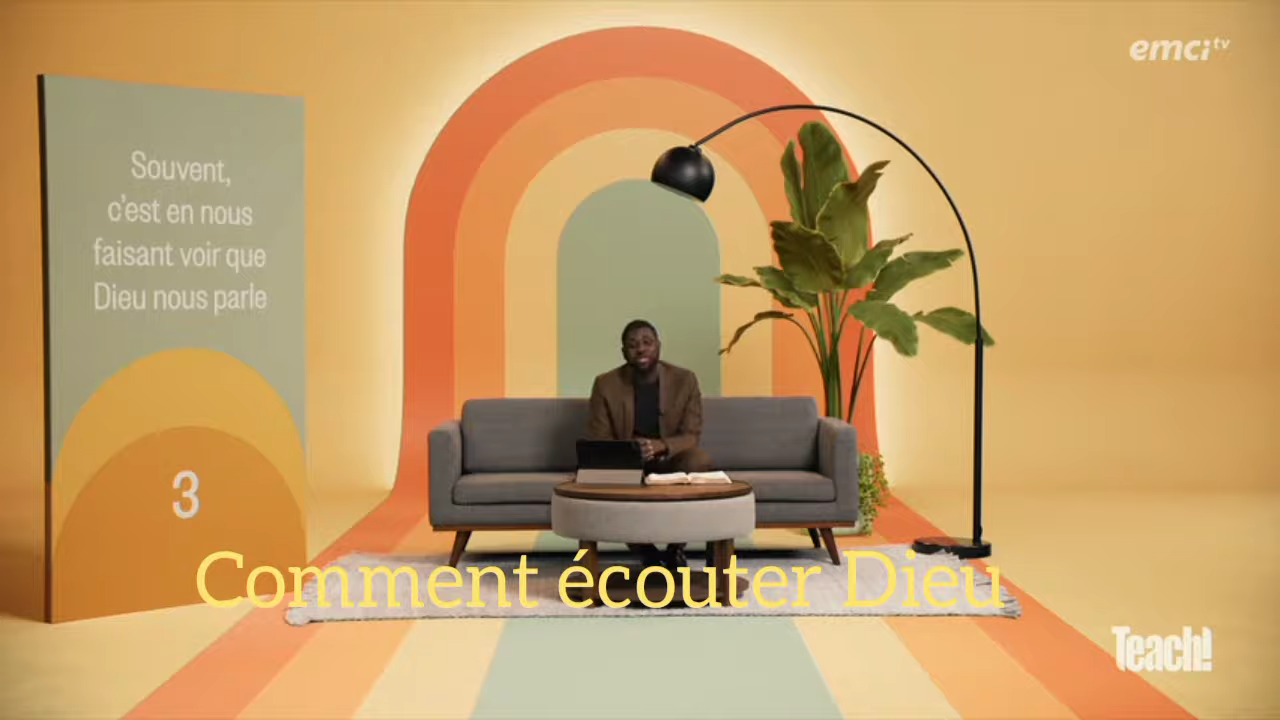 emci tv
Souvent,
c'est en nous
faisant voir que
Dieu nous parle
3
Comment écouter Dieu
Teach!